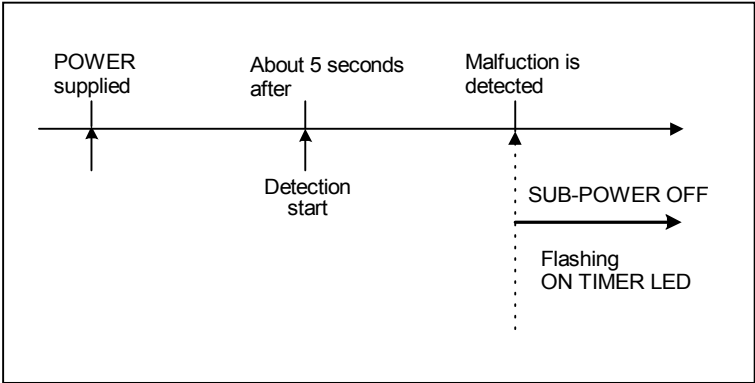 POWER
supplied
About 5 seconds
after
Malfuction is
detected
Detection
start
SUB-POWER OFF
Flashing
ON TIMER LED